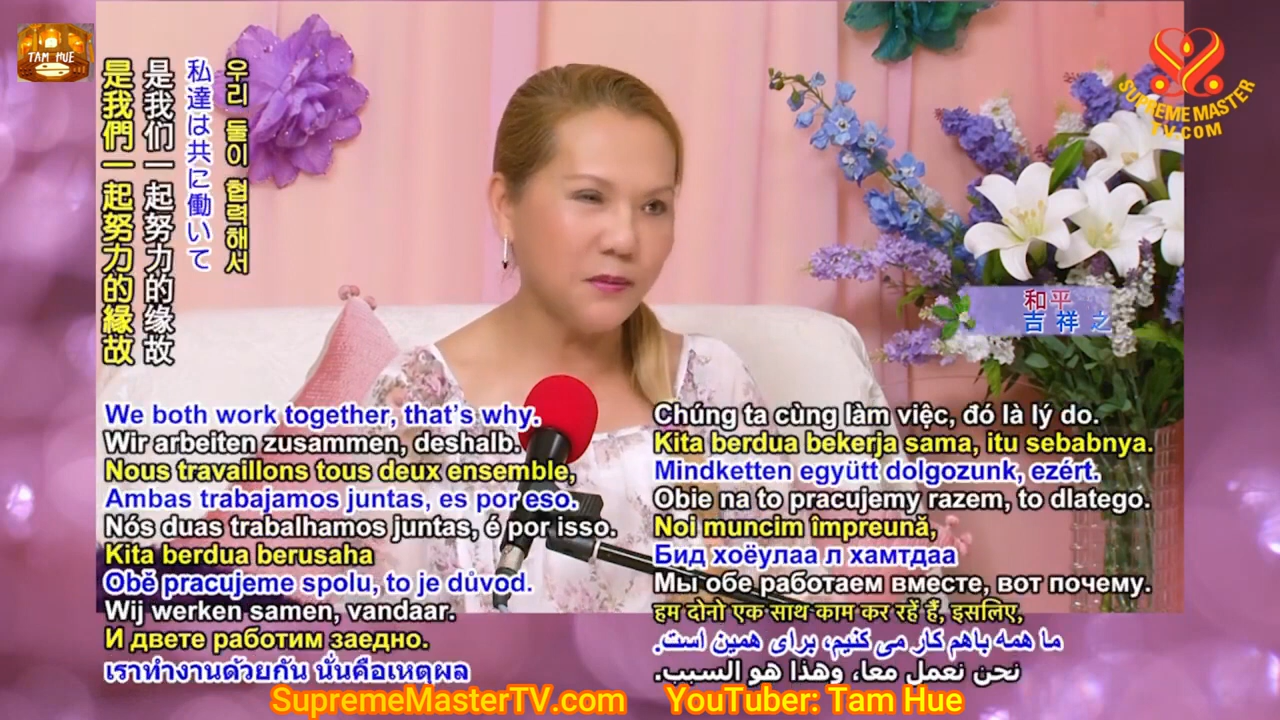 TAM HUE
SUPREME MASTER
TV.COM
우리 둘이 협력해서
私達は共に働いて
是我们一起努力的缘故
是我們一起努力的緣故
和平
吉祥之
We both work together, that's why.
Wir arbeiten zusammen, deshalb.
Nous travaillons tous deux ensemble,
Ambas trabajamos juntas, es por eso.
Nós duas trabalhamos juntas, é por isso.
Kita berdua berusaha
Obě pracujeme spolu, to je důvod.
Wij werken samen, vandaar.
И двете работим заедно.
เราทำงานด้วยกัน นั่นคือเหตุผล
Chúng ta cùng làm việc, đó là lý do.
Kita berdua bekerja sama, itu sebabnya.
Mindketten együtt dolgozunk, ezért.
Obie na to pracujemy razem, to dlatego.
Noi muncim împreună,
Бид хоёулаа л хамтдаа
Мы обе работаем вместе, вот почему.
हम दोनो एक साथ काम कर रहें हैं, इसलिए,
ما همه باهم کار می کنیم، برای همین است.
نحن نعمل معا، وهذا هو السبب.
SupremeMasterTV.com YouTuber: Tam Hue